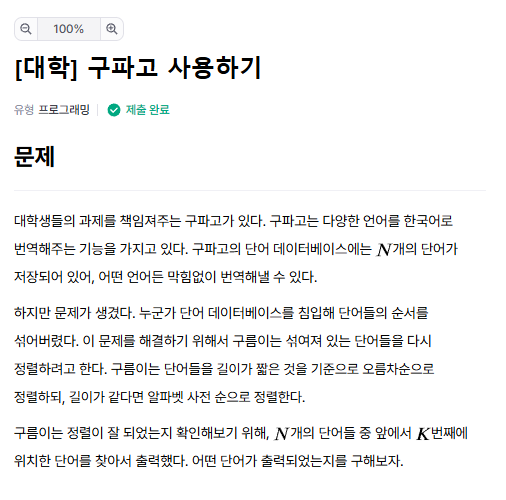 100%
[대학] 구파고 사용하기
유형 프로그래밍 제출 완료
문제
대학생들의 과제를 책임져주는 구파고가 있다. 구파고는 다양한 언어를 한국어로
번역해주는 기능을 가지고 있다. 구파고의 단어 데이터베이스에는 N개의 단어가
저장되어 있어, 어떤 언어든 막힘없이 번역해낼 수 있다.
하지만 문제가 생겼다. 누군가 단어 데이터베이스를 침입해 단어들의 순서를
섞어버렸다. 이 문제를 해결하기 위해서 구름이는 섞여져 있는 단어들을 다시
정렬하려고 한다. 구름이는 단어들을 길이가 짧은 것을 기준으로 오름차순으로
정렬하되, 길이가 같다면 알파벳 사전 순으로 정렬한다.
구름이는 정렬이 잘 되었는지 확인해보기 위해, N개의 단어들 중 앞에서 K번째에
위치한 단어를 찾아서 출력했다. 어떤 단어가 출력되었는지를 구해보자.